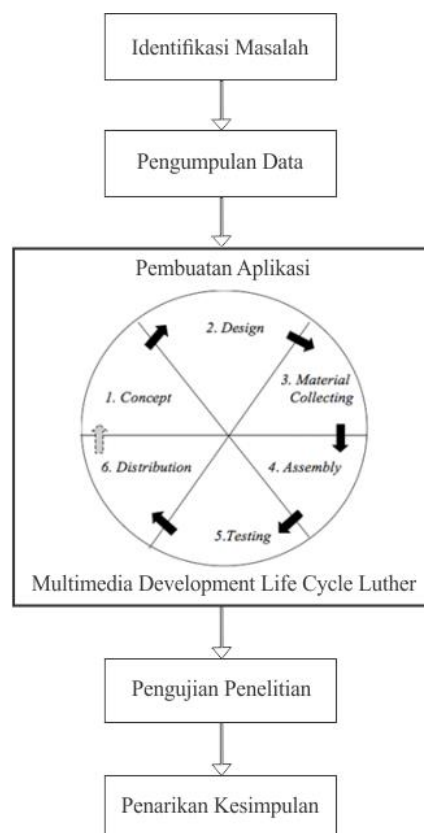 Identifikasi Masalah
Pengumpulan Data
Pembuatan Aplikasi
2. Design
3. Material
Collecting
1. Concept
6. Distribution
4. Assembly
5.Testing
Multimedia Development Life Cycle Luther
Pengujian Penelitian
Penarikan Kesimpulan